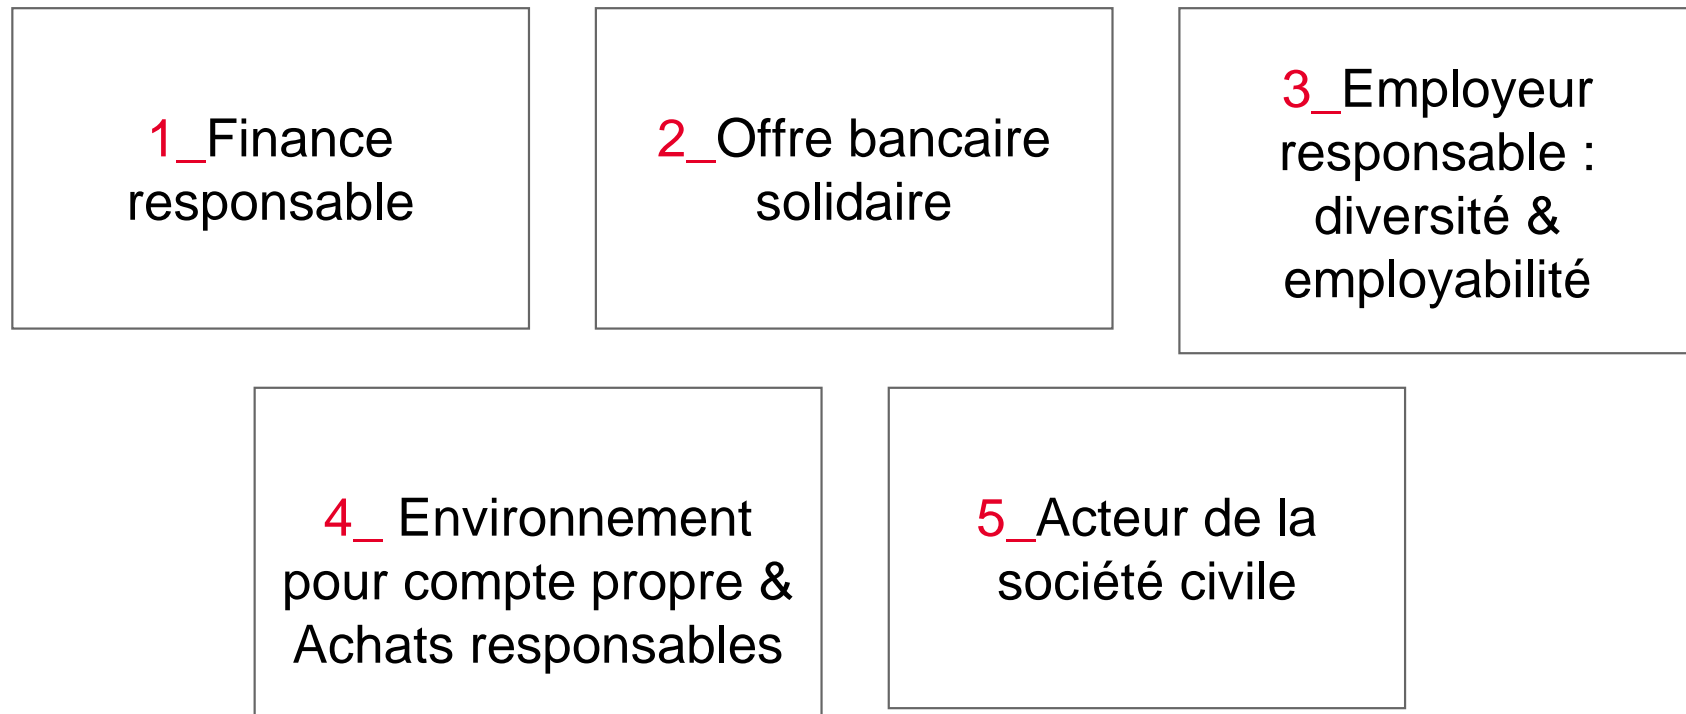 1_Finance
responsable
2_Offre bancaire
solidaire
3_Employeur
responsable :
diversité &
employabilité
4_ Environnement
pour compte propre &
Achats responsables
5_Acteur de la
société civile